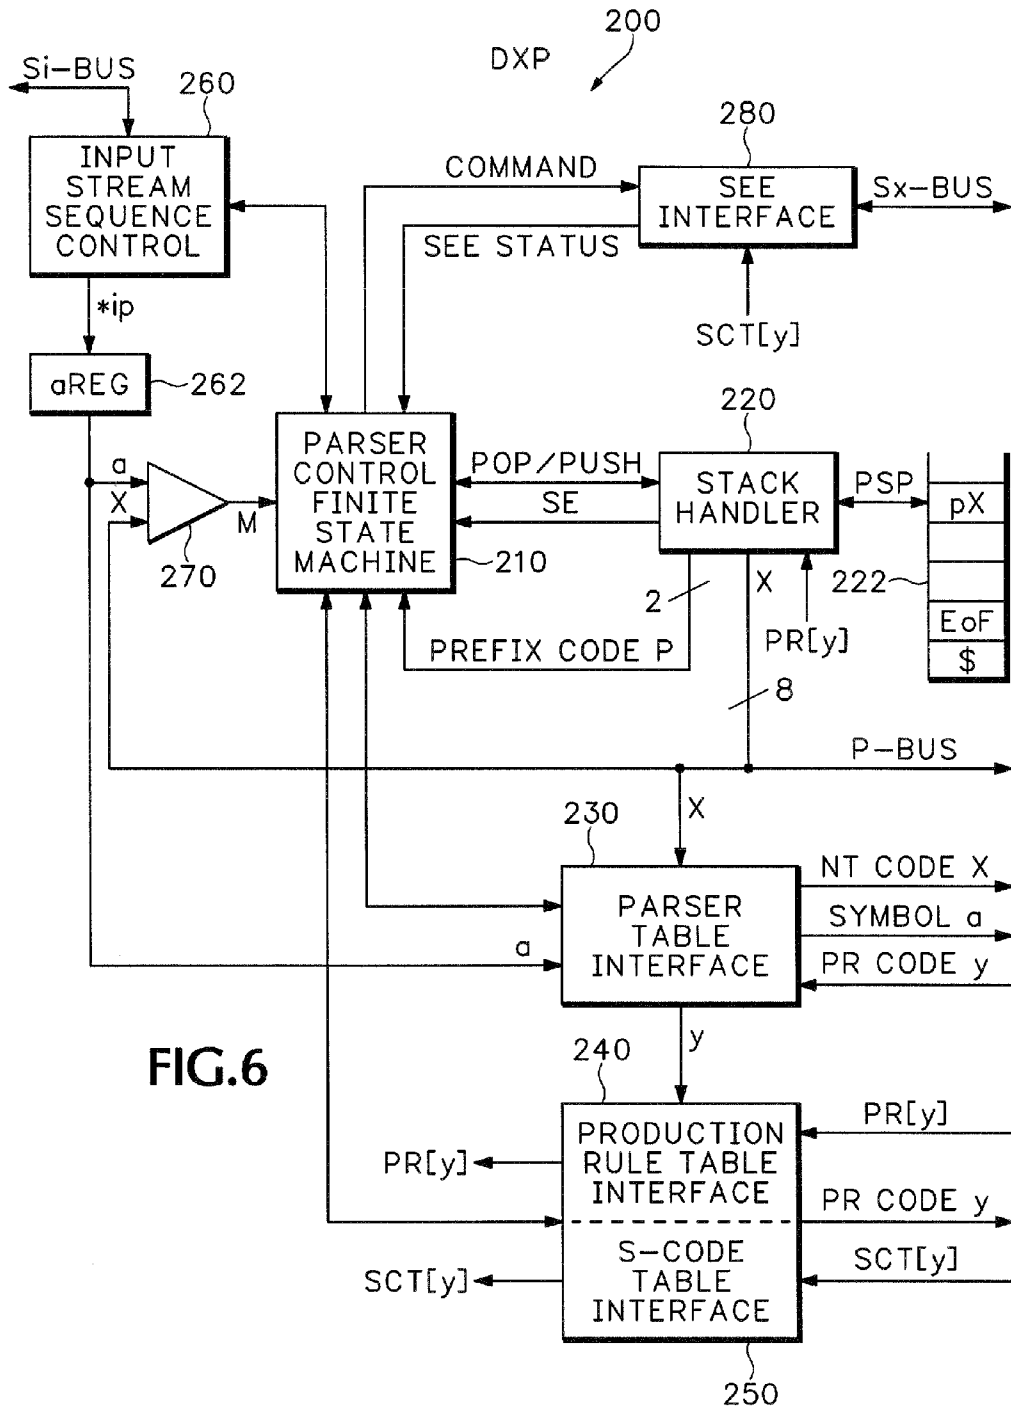 200
DXP
Si-BUS
260
280
INPUT
STREAM
SEQUENCE
CONTROL
COMMAND
SEE
INTERFACE
Sx-BUS
SEE STATUS
*ip
SCT[y]
aREG
262
220
PARSER
CONTROL
FINITE
STATE
MACHINE
POP/PUSH
SE
STACK
HANDLER
PSP
pX
a
X
M
270
210
2
X
222
EoF
$
PREFIX CODE P
PR[y]
8
P-BUS
X
230
PARSER
TABLE
INTERFACE
NT CODE X
SYMBOL a
PR CODE y
a
y
FIG.6
240
PRODUCTION
RULE TABLE
INTERFACE
PR[y]
PR[y]
PR CODE y
S-CODE
TABLE
INTERFACE
SCT[y]
SCT[y]
250